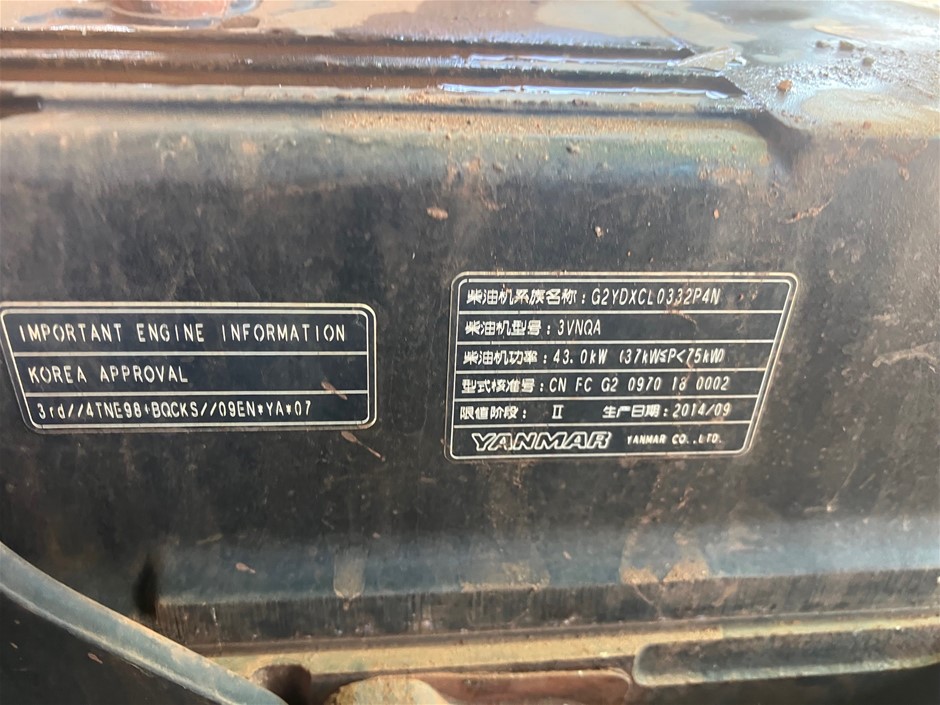 IMPORTANT ENGINE INFORMATION
KOREA APPROVAL
3rd//4TNE98*BQCKS//09EN*YA*07
柴油机系族名称:G2YDXCL0332P4N
柴油机型号:3VNQA
柴油机功率:43.0kW (37kW≤P<75kW)
型式核准号:CN FC G2 0970 18 0002
限值阶段: Ⅱ 生产日期:2014/09
YANMAR YANMAR CO.,LTD.